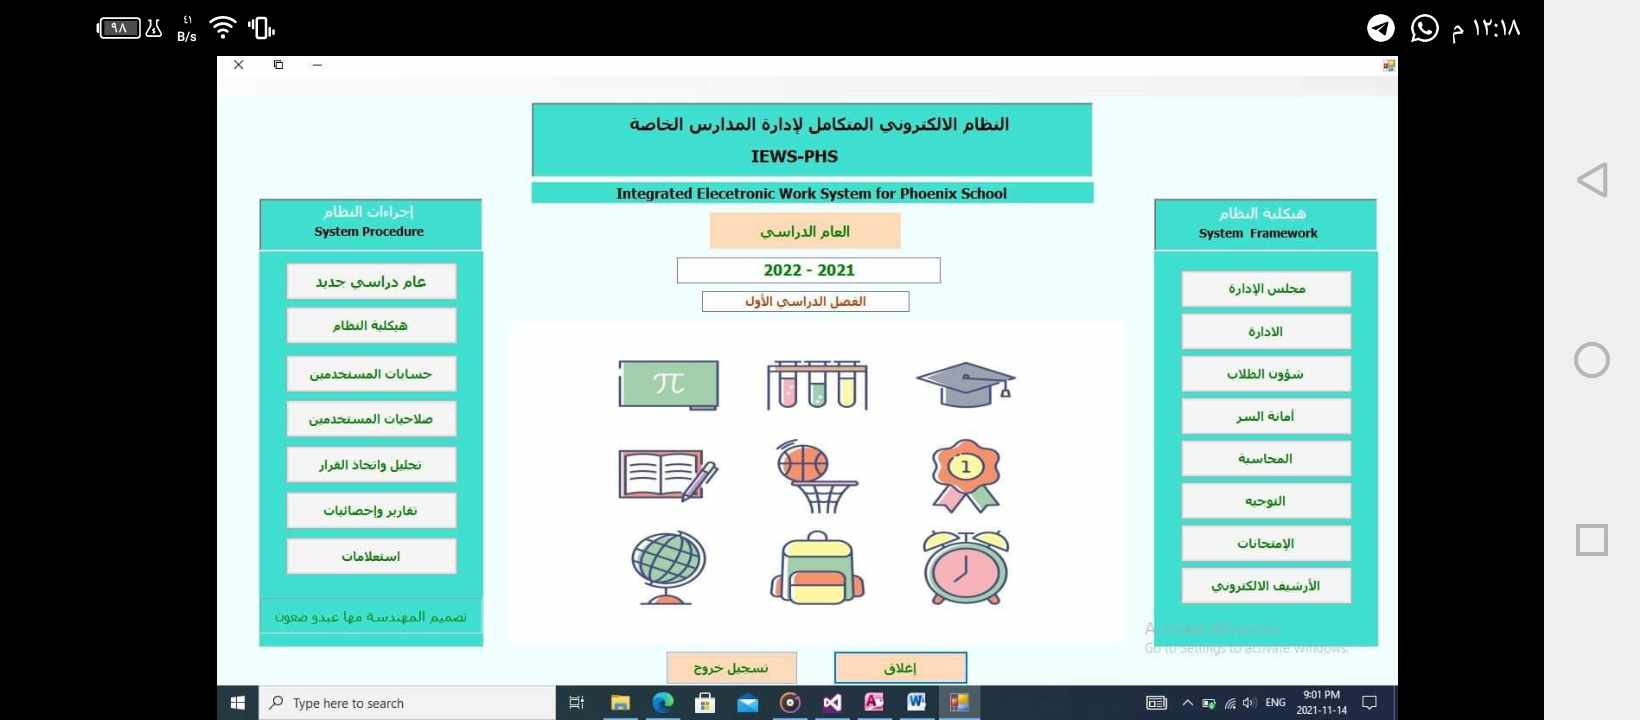 ٩٨
٤١
B/s
١٢:١٨ م
النظام الالكتروني المتكامل لإدارة المدارس الخاصة
IEWS-PHS
Integrated Elecetronic Work System for Phoenix School
العام الدراسي
2022 - 2021
الفصل الدراسي الأول
هيكلية النظام
System Framework
مجلس الإدارة
الادارة
شؤون الطلاب
أمانة السر
المحاسبة
التوجيه
الإمتحانات
الأرشيف الالكتروني
إجراءات النظام
System Procedure
عام دراسي جديد
هيكلية النظام
حسابات المستخدمين
صلاحيات المستخدمين
تحليل واتخاذ القرار
تقارير وإحصائيات
استعلامات
تصميم المهندسة مها عبدو ضعون
π
1
إغلاق
تسجيل خروج
Go to Settings to activate Windows.
Type here to search
ENG
9:01 PM
2021-11-14